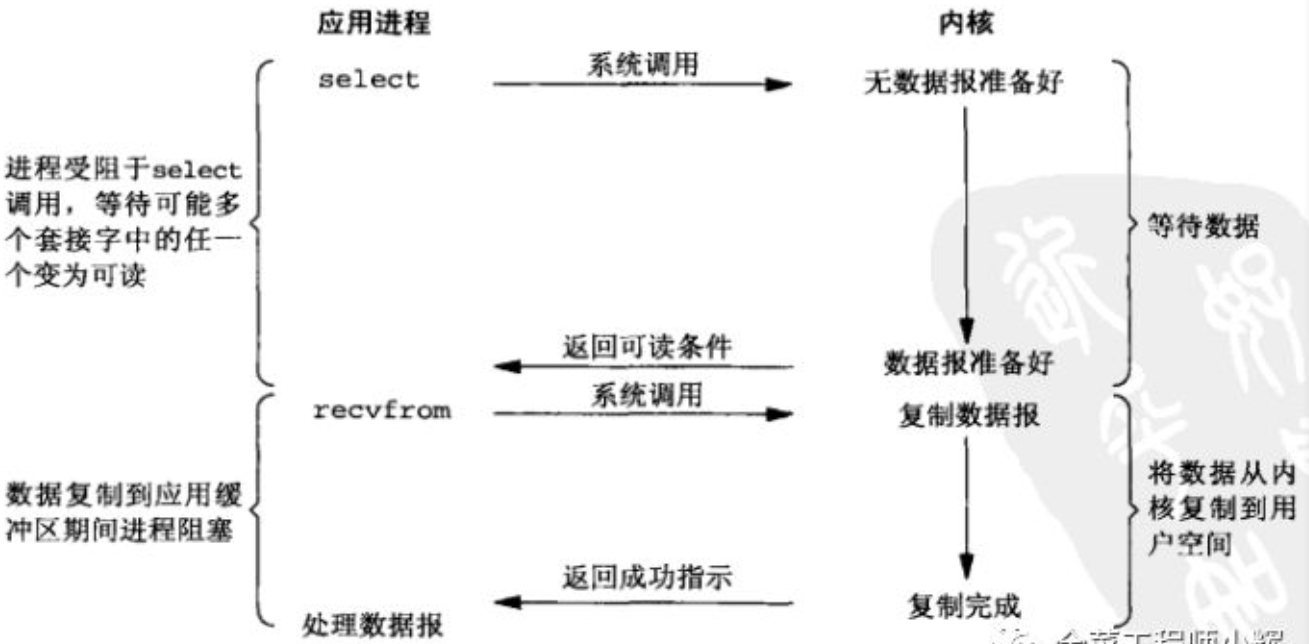 应用进程
内核
select
系统调用
无数据报准备好
进程受阻于select
调用，等待可能多
个套接字中的任一
个变为可读
等待数据
返回可读条件
数据报准备好
recvfrom
系统调用
复制数据报
数据复制到应用缓
冲区期间进程阻塞
将数据从内
核复制到用
户空间
返回成功指示
复制完成
处理数据报